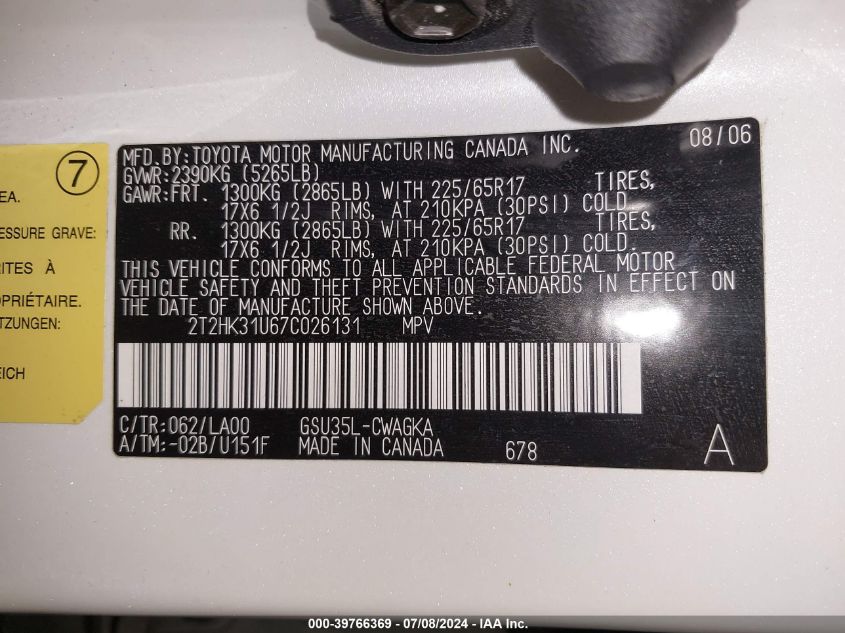 7
EA.
ESSURE GRAVE:
RITES À
OPRIÉTAIRE.
TZUNGEN:
EICH
MFD.BY:TOYOTA MOTOR MANUFACTURING CANADA INC. 08/06
GVWR:2390KG (5265LB)
GAWR:FRT. 1300KG (2865LB) WITH 225/65R17 TIRES,
17X6 1/2J RIMS, AT 210KPA (30PSI) COLD.
RR. 1300KG (2865LB) WITH 225/65R17 TIRES,
17X6 1/2J RIMS, AT 210KPA (30PSI) COLD.
THIS VEHICLE CONFORMS TO ALL APPLICABLE FEDERAL MOTOR
VEHICLE SAFETY AND THEFT PREVENTION STANDARDS IN EFFECT ON
THE DATE OF MANUFACTURE SHOWN ABOVE.
2T2HK31U67C026131 MPV
C/TR:062/LA00 GSU35L-CWAGKA
A/TM:-02B/U151F MADE IN CANADA 678 A
000-39766369 - 07/08/2024 - IAA Inc.